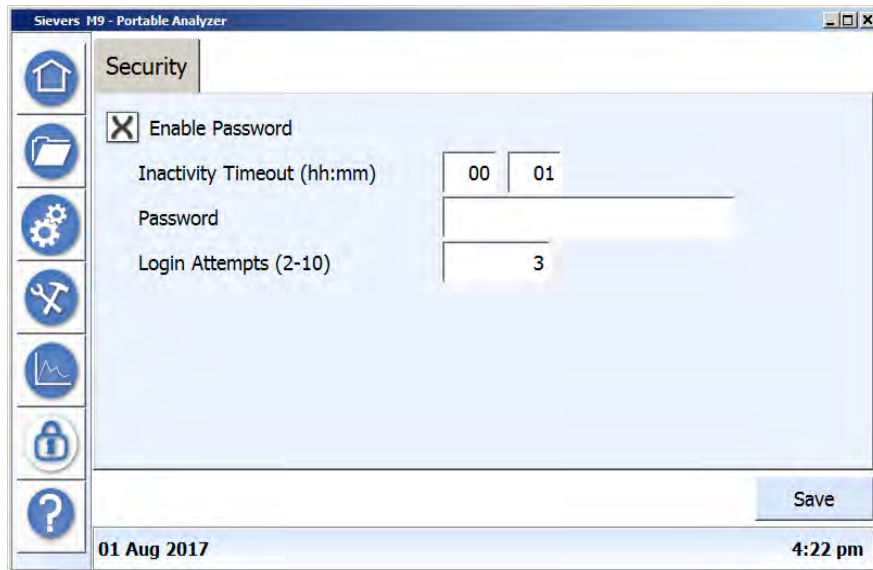 Sievers M9 - Portable Analyzer
Security
Enable Password
Inactivity Timeout (hh:mm) 00 01
Password
Login Attempts (2-10) 3
Save
01 Aug 2017 4:22 pm